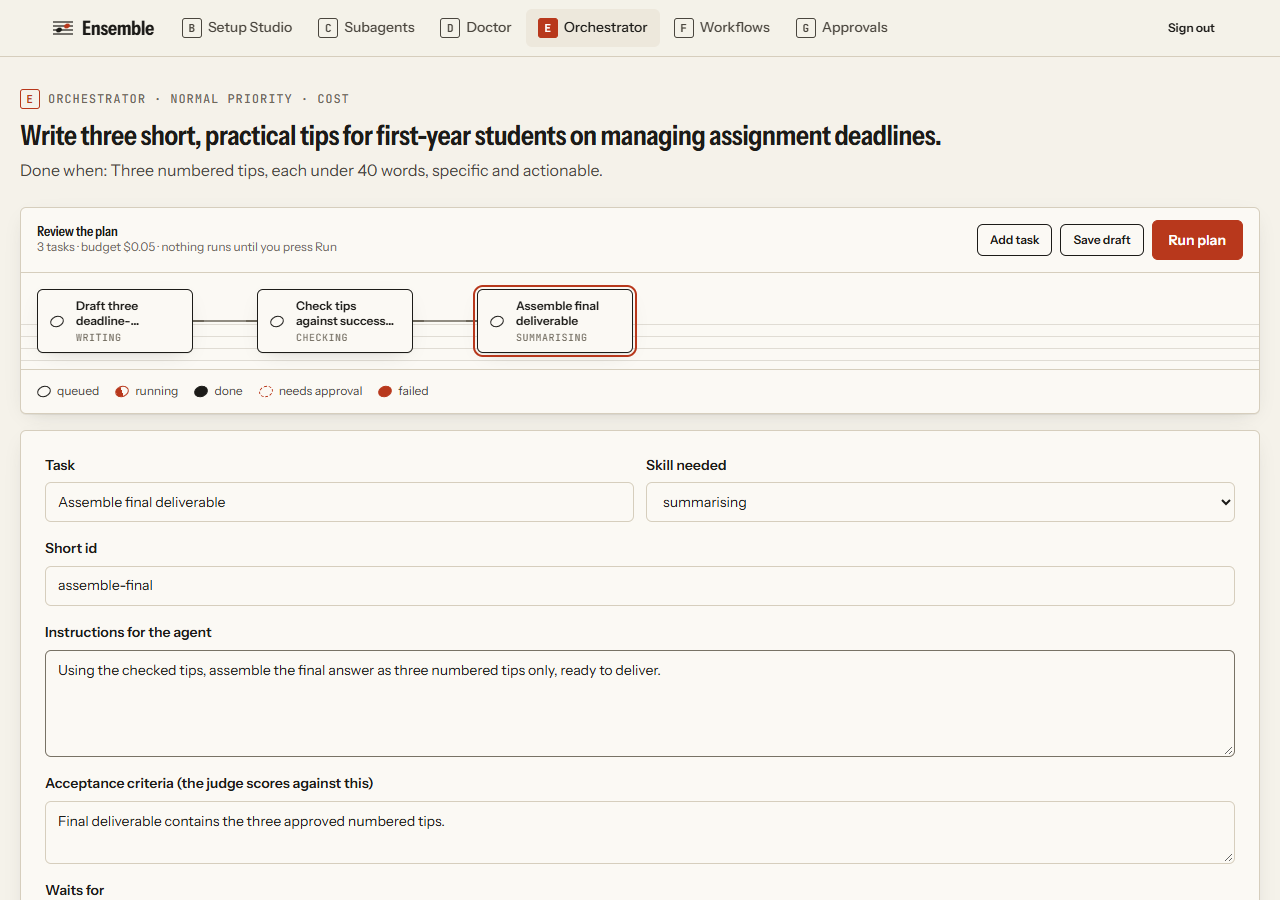 Ensemble
B Setup Studio
C Subagents
D Doctor
E Orchestrator
F Workflows
G Approvals
Sign out
E ORCHESTRATOR · NORMAL PRIORITY · COST
Write three short, practical tips for first-year students on managing assignment deadlines.
Done when: Three numbered tips, each under 40 words, specific and actionable.
Review the plan
3 tasks · budget $0.05 · nothing runs until you press Run
Add task
Save draft
Run plan
Draft three
deadline-…
WRITING
Check tips
against success…
CHECKING
Assemble final
deliverable
SUMMARISING
queued
running
done
needs approval
failed
Task
Assemble final deliverable
Skill needed
summarising
Short id
assemble-final
Instructions for the agent
Using the checked tips, assemble the final answer as three numbered tips only, ready to deliver.
Acceptance criteria (the judge scores against this)
Final deliverable contains the three approved numbered tips.
Waits for